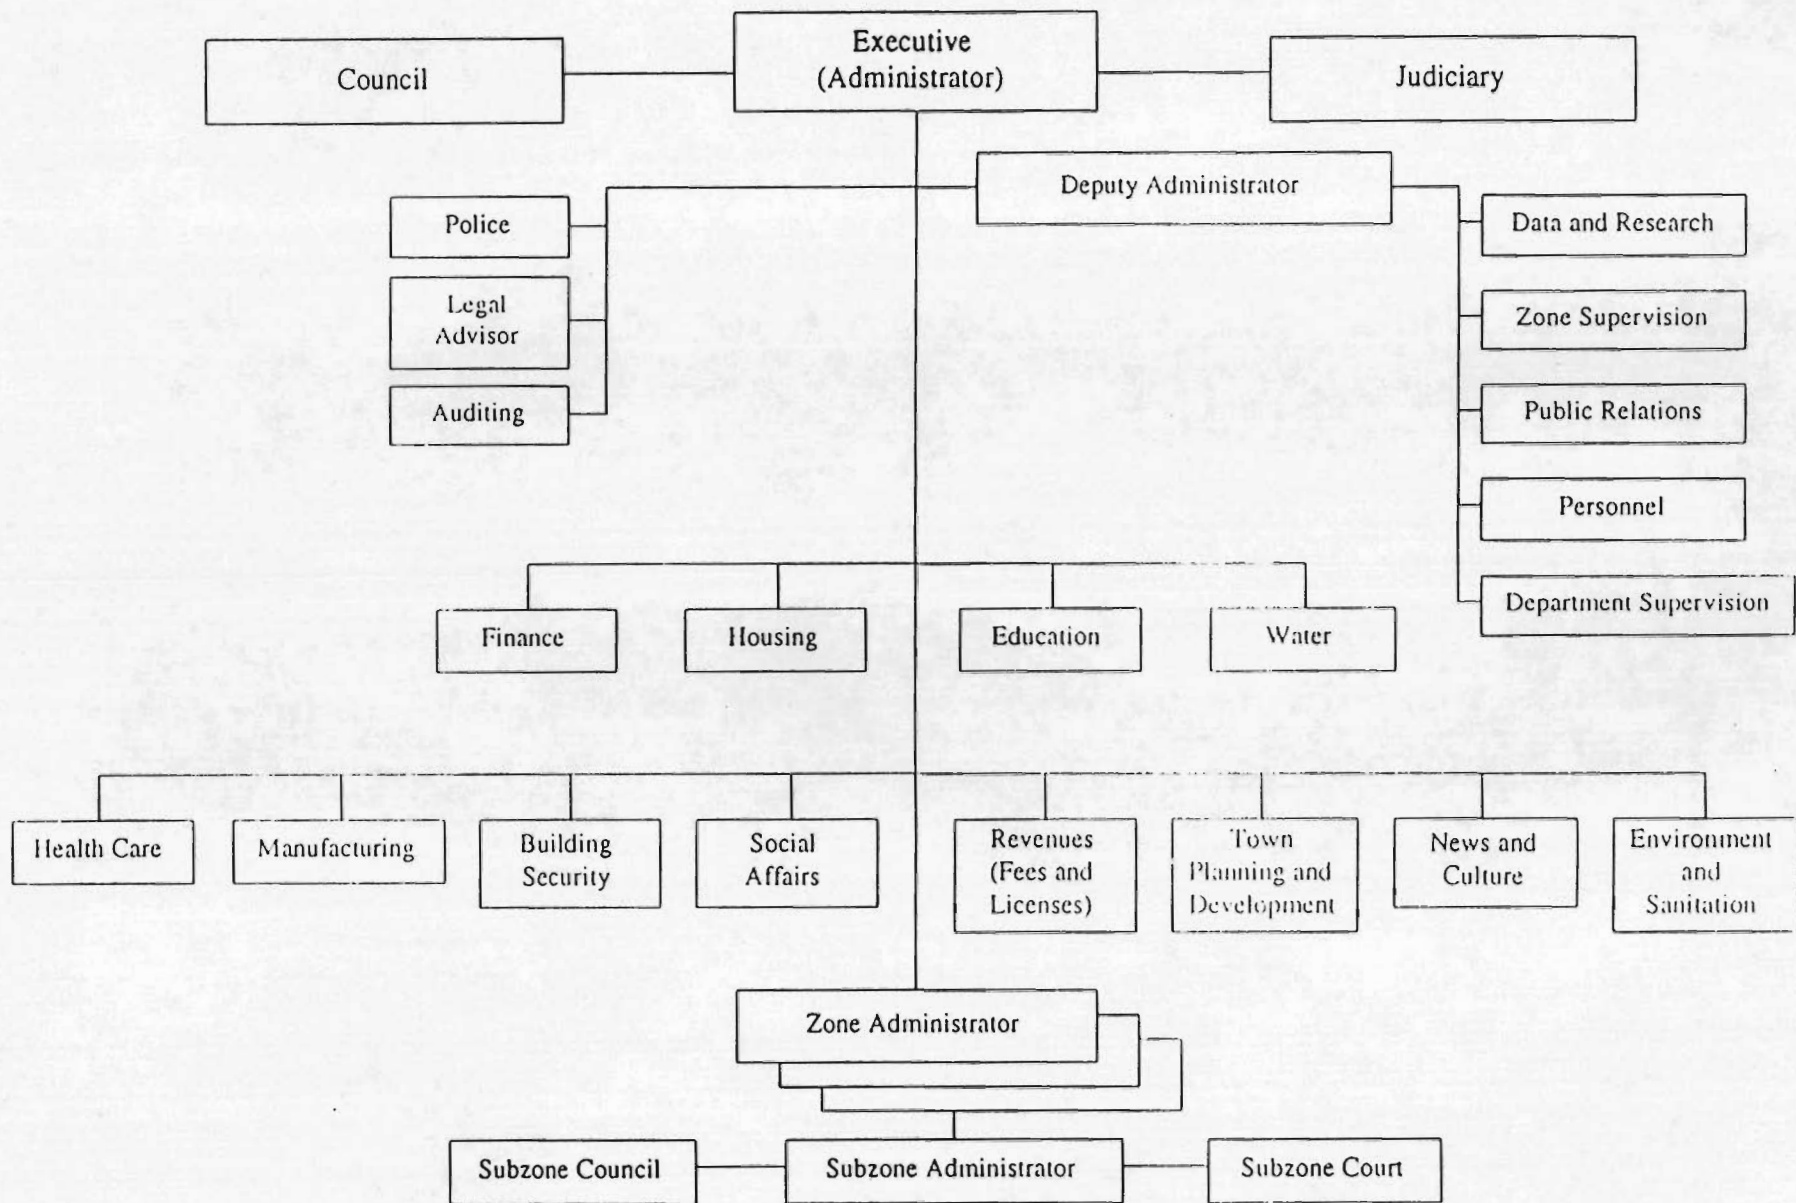 Council
Executive
(Administrator)
Judiciary
Deputy Administrator
Police
Legal
Advisor
Auditing
Data and Research
Zone Supervision
Public Relations
Personnel
Department Supervision
Finance
Housing
Education
Water
Health Care
Manufacturing
Building
Security
Social
Affairs
Revenues
(Fees and
Licenses)
Town
Planning and
Development
News and
Culture
Environment
and
Sanitation
Zone Administrator
Subzone Council
Subzone Administrator
Subzone Court